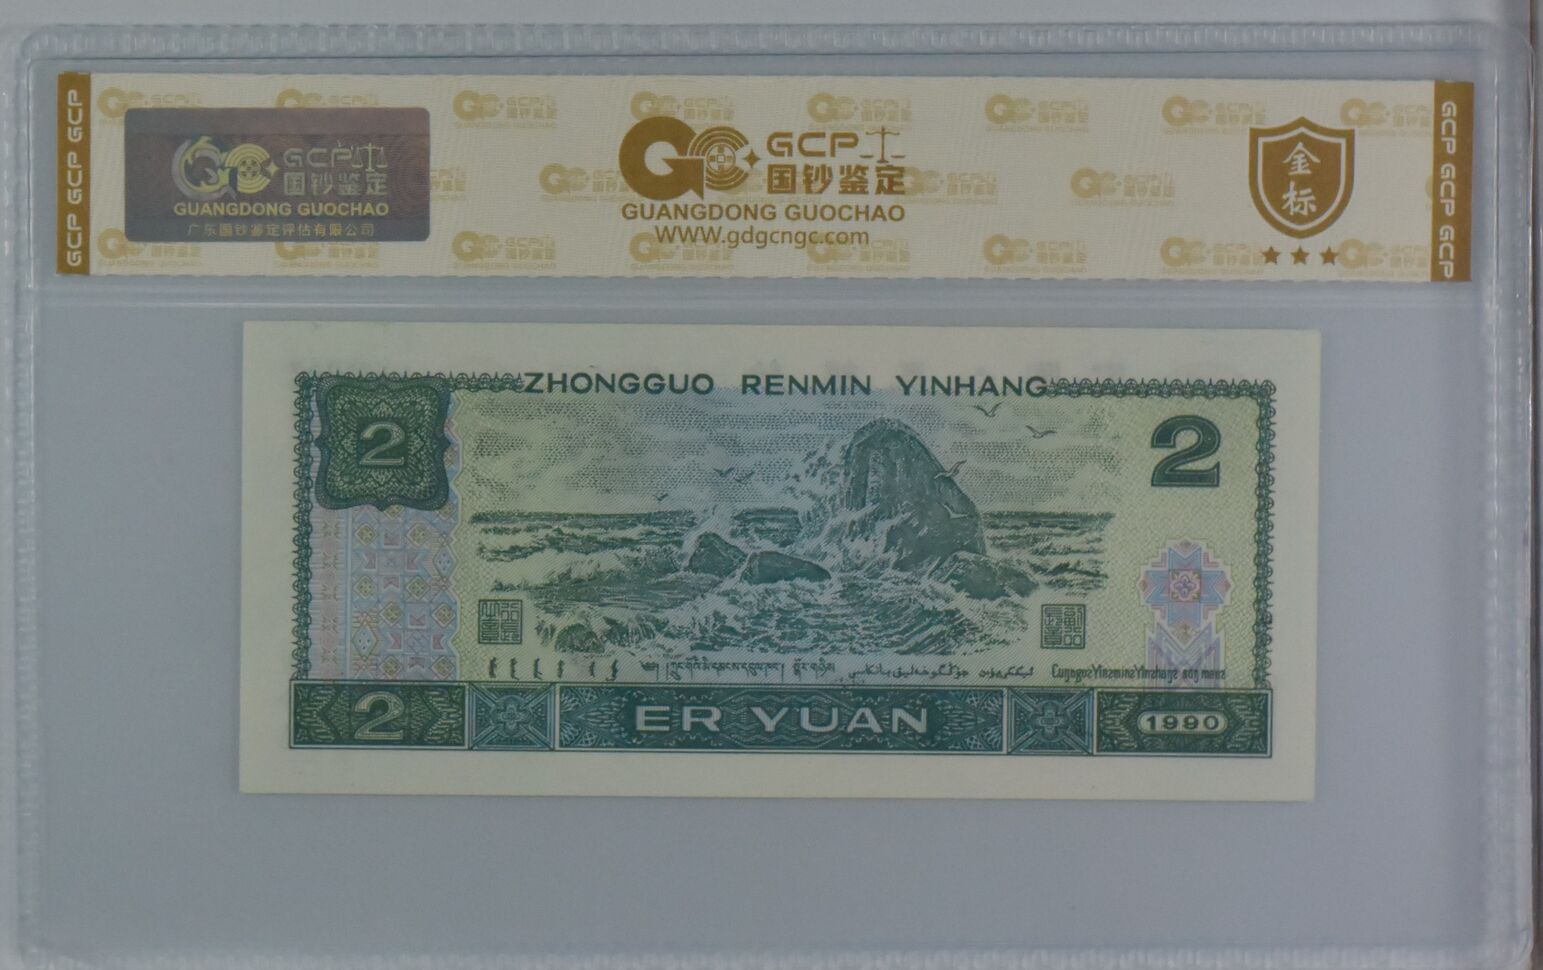 GCP GCP GCP
GCP
国钞鉴定
GUANGDONG GUOCHAO
广东国钞鉴定评估有限公司
GCP
国钞鉴定
GUANGDONG GUOCHAO
WWW.gdgcngc.com
金
标
GCP GCP GCP
ZHONGGUO RENMIN YINHANG
2
2
2
ER YUAN
1990